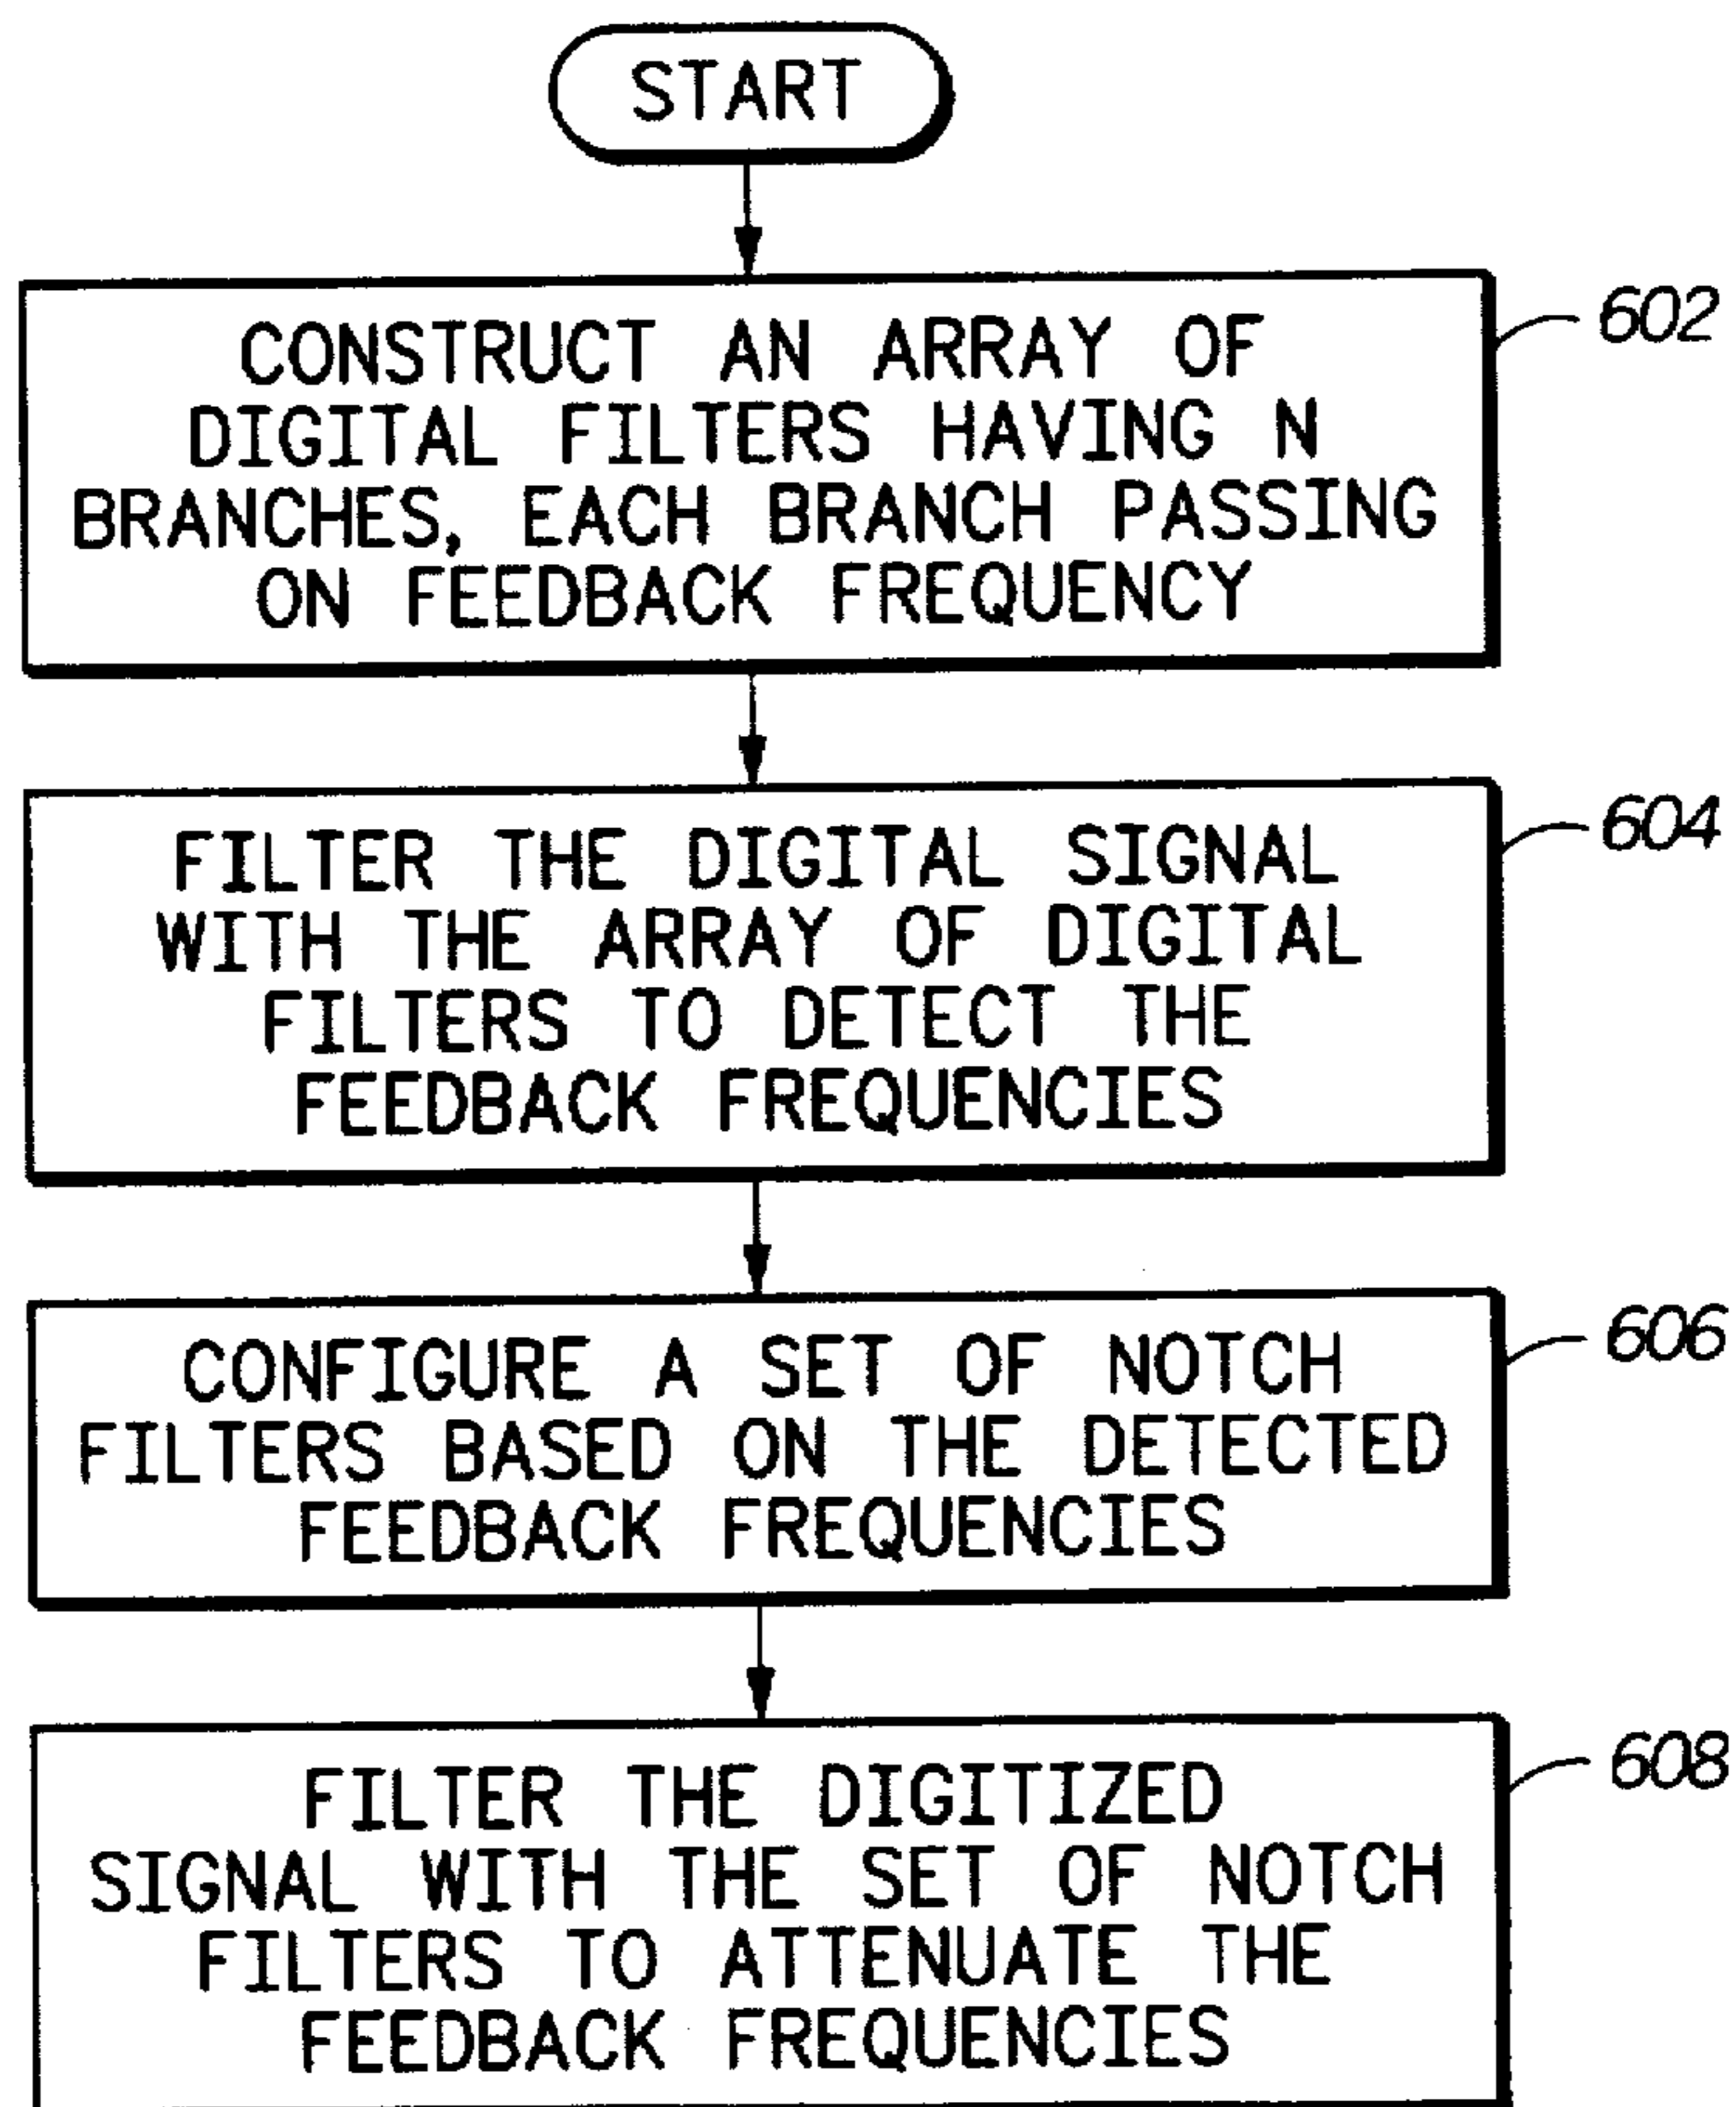 START
CONSTRUCT AN ARRAY OF
DIGITAL FILTERS HAVING N
BRANCHES, EACH BRANCH PASSING
ON FEEDBACK FREQUENCY
602
FILTER THE DIGITAL SIGNAL
WITH THE ARRAY OF DIGITAL
FILTERS TO DETECT THE
FEEDBACK FREQUENCIES
604
CONFIGURE A SET OF NOTCH
FILTERS BASED ON THE DETECTED
FEEDBACK FREQUENCIES
606
FILTER THE DIGITIZED
SIGNAL WITH THE SET OF NOTCH
FILTERS TO ATTENUATE THE
FEEDBACK FREQUENCIES
608